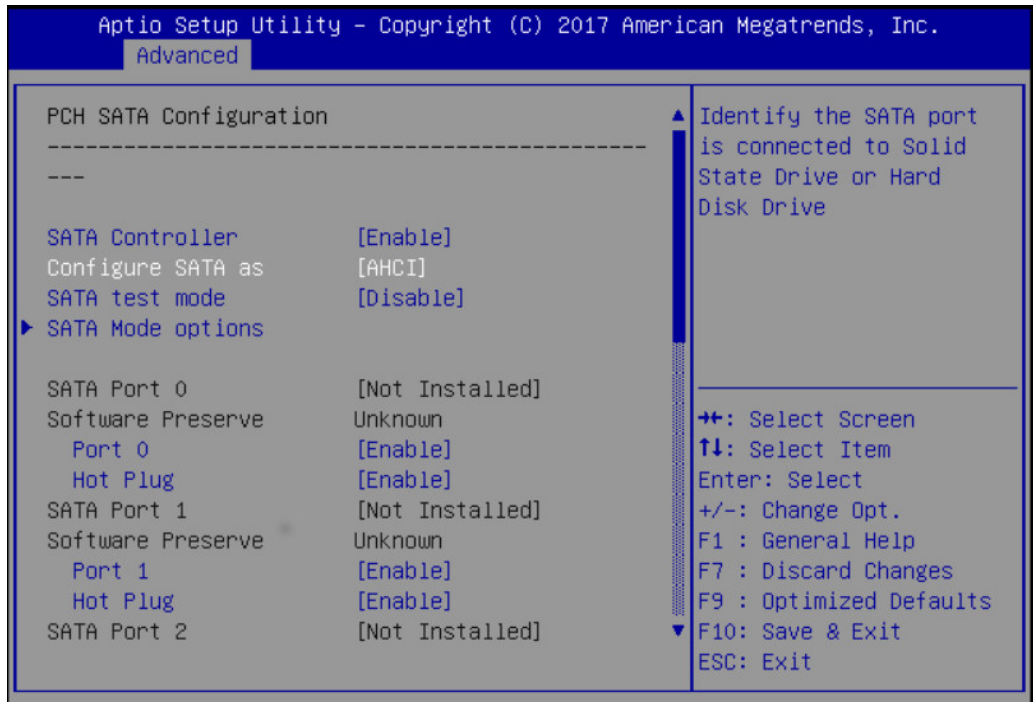 Aptio Setup Utility – Copyright (C) 2017 American Megatrends, Inc.
Advanced
PCH SATA Configuration
-----------------------------------------------
---
SATA Controller [Enable]
Configure SATA as [AHCI]
SATA test mode [Disable]
SATA Mode options
SATA Port 0 [Not Installed]
Software Preserve Unknown
Port 0 [Enable]
Hot Plug [Enable]
SATA Port 1 [Not Installed]
Software Preserve Unknown
Port 1 [Enable]
Hot Plug [Enable]
SATA Port 2 [Not Installed]
Identify the SATA port
is connected to Solid
State Drive or Hard
Disk Drive
→←: Select Screen
↑↓: Select Item
Enter: Select
+/-: Change Opt.
F1 : General Help
F7 : Discard Changes
F9 : Optimized Defaults
F10: Save & Exit
ESC: Exit